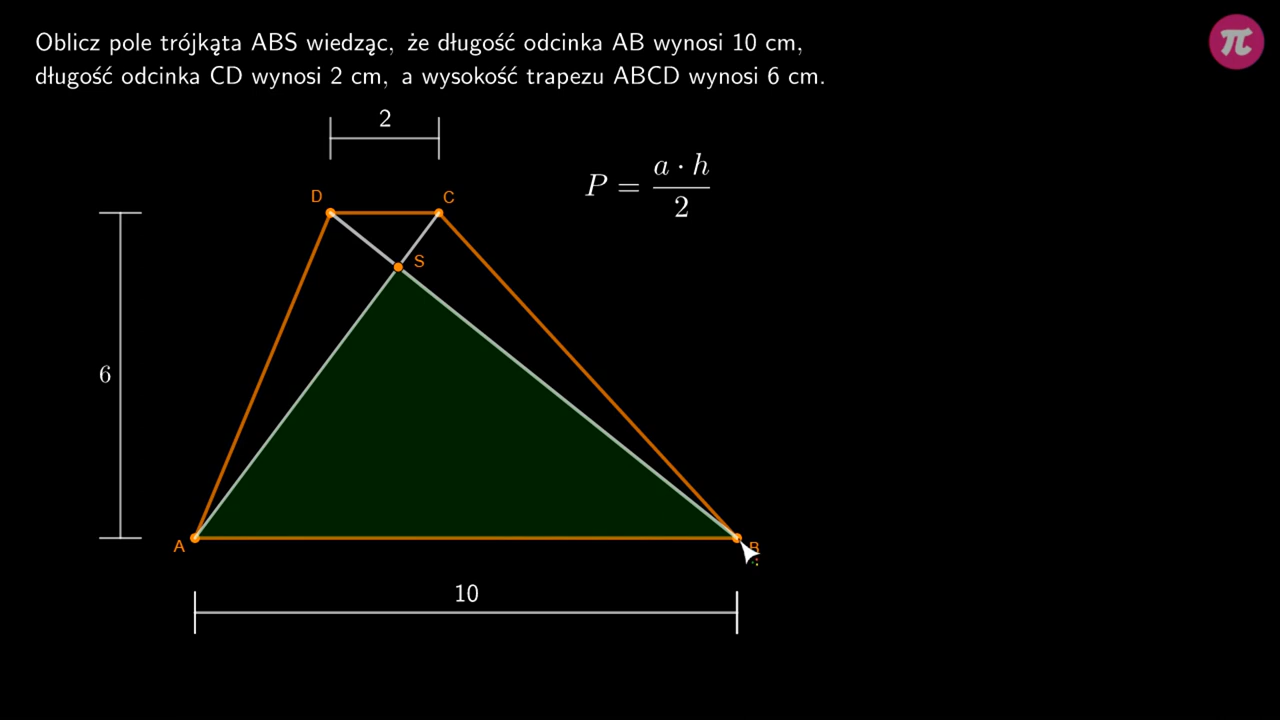 Oblicz pole trójkąta ABS wiedząc, że długość odcinka AB wynosi 10 cm,
długość odcinka CD wynosi 2 cm, a wysokość trapezu ABCD wynosi 6 cm.
π
2
P = a · h / 2
D
C
S
6
A
B
10